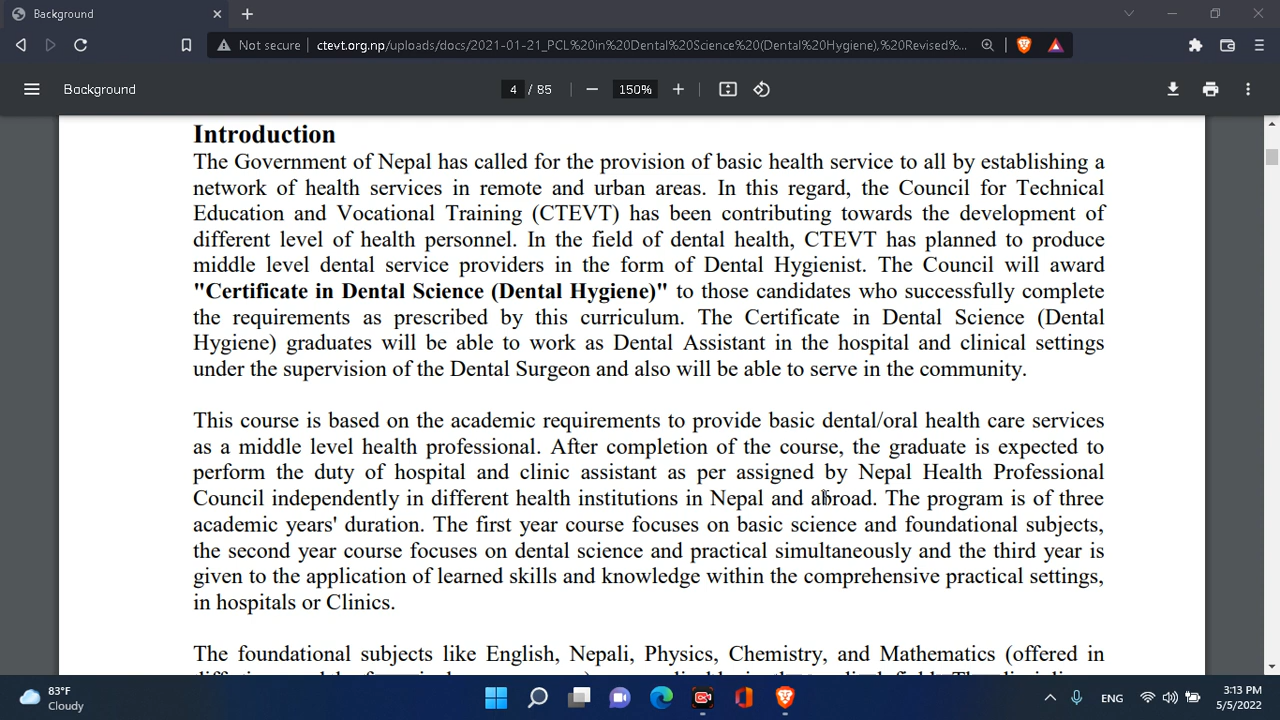 Background
Not secure ctevt.org.np/uploads/docs/2021-01-21_PCL%20in%20Dental%20Science%20(Dental%20Hygiene),%20Revised%...
Background 4 / 85 150%
Introduction
The Government of Nepal has called for the provision of basic health service to all by establishing a
network of health services in remote and urban areas. In this regard, the Council for Technical
Education and Vocational Training (CTEVT) has been contributing towards the development of
different level of health personnel. In the field of dental health, CTEVT has planned to produce
middle level dental service providers in the form of Dental Hygienist. The Council will award
"Certificate in Dental Science (Dental Hygiene)" to those candidates who successfully complete
the requirements as prescribed by this curriculum. The Certificate in Dental Science (Dental
Hygiene) graduates will be able to work as Dental Assistant in the hospital and clinical settings
under the supervision of the Dental Surgeon and also will be able to serve in the community.
This course is based on the academic requirements to provide basic dental/oral health care services
as a middle level health professional. After completion of the course, the graduate is expected to
perform the duty of hospital and clinic assistant as per assigned by Nepal Health Professional
Council independently in different health institutions in Nepal and abroad. The program is of three
academic years' duration. The first year course focuses on basic science and foundational subjects,
the second year course focuses on dental science and practical simultaneously and the third year is
given to the application of learned skills and knowledge within the comprehensive practical settings,
in hospitals or Clinics.
The foundational subjects like English, Nepali, Physics, Chemistry, and Mathematics (offered in
83°F
Cloudy
ENG
3:13 PM
5/5/2022